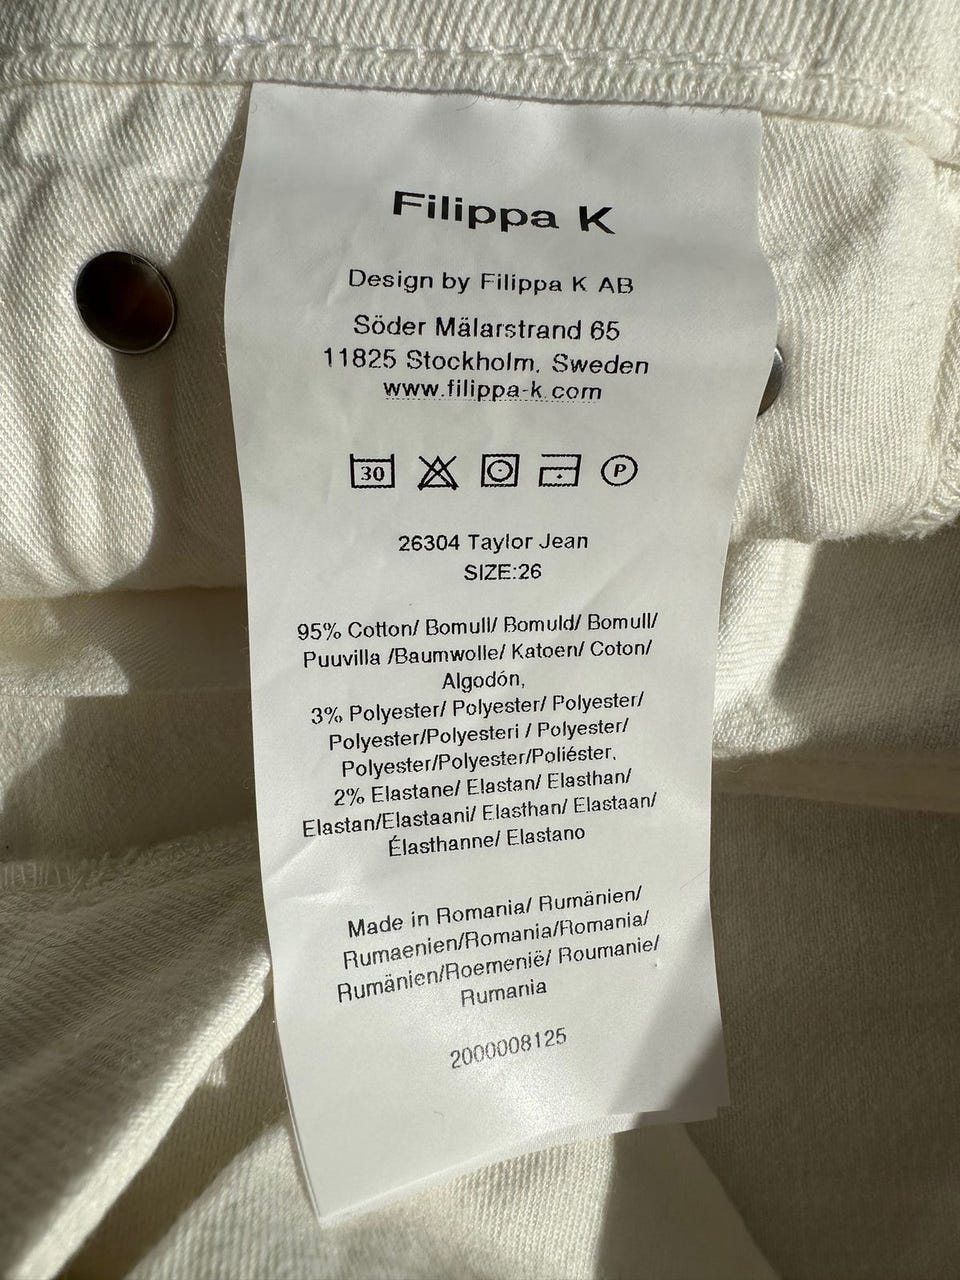 Filippa K
Design by Filippa K AB
Söder Mälarstrand 65
11825 Stockholm, Sweden
www.filippa-k.com
30 P
26304 Taylor Jean
SIZE:26
95% Cotton/ Bomull/ Bomuld/ Bomull/
Puuvilla /Baumwolle/ Katoen/ Coton/
Algodón,
3% Polyester/ Polyester/ Polyester/
Polyester/Polyesteri / Polyester/
Polyester/Polyester/Poliéster,
2% Elastane/ Elastan/ Elasthan/
Elastan/Elastaani/ Elasthan/ Elastaan/
Élasthanne/ Elastano
Made in Romania/ Rumänien/
Rumaenien/Romania/Romania/
Rumänien/Roemenië/ Roumanie/
Rumania
2000008125